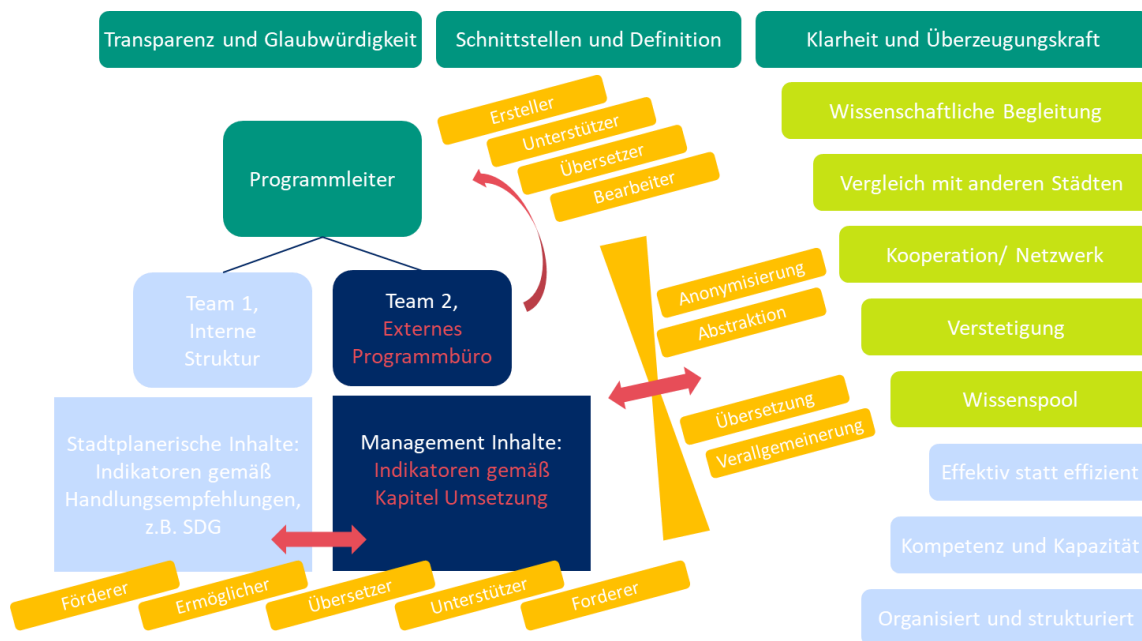 Transparenz und Glaubwürdigkeit
Schnittstellen und Definition
Klarheit und Überzeugungskraft
Ersteller
Unterstützer
Übersetzer
Bearbeiter
Programmleiter
Team 1,
Interne
Struktur
Team 2,
Externes
Programmbüro
Stadtplanerische Inhalte:
Indikatoren gemäß
Handlungsempfehlungen,
z.B. SDG
Management Inhalte:
Indikatoren gemäß
Kapitel Umsetzung
Förderer
Ermöglicher
Übersetzer
Unterstützer
Forderer
Anonymisierung
Abstraktion
Übersetzung
Verallgemeinerung
Wissenschaftliche Begleitung
Vergleich mit anderen Städten
Kooperation/ Netzwerk
Verstetigung
Wissenspool
Effektiv statt effizient
Kompetenz und Kapazität
Organisiert und strukturiert